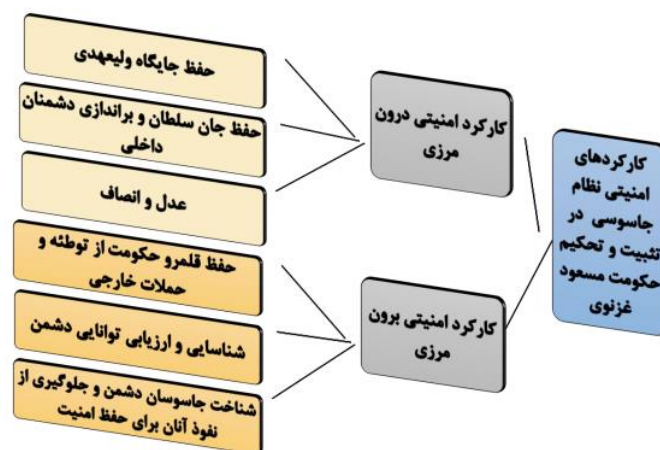 کارکردهای
امنیتی نظام
جاسوسی در
تثبیت و تحکیم
حکومت مسعود
غزنوی
کارکرد امنیتی درون
مرزی
حفظ جایگاه ولیعهدی
حفظ جان سلطان و براندازی دشمنان
داخلی
عدل و انصاف
کارکرد امنیتی برون
مرزی
حفظ قلمرو حکومت از توطئه و
حملات خارجی
شناسایی و ارزیابی توانایی دشمن
شناخت جاسوسان دشمن و جلوگیری از
نفوذ آنان برای حفظ امنیت